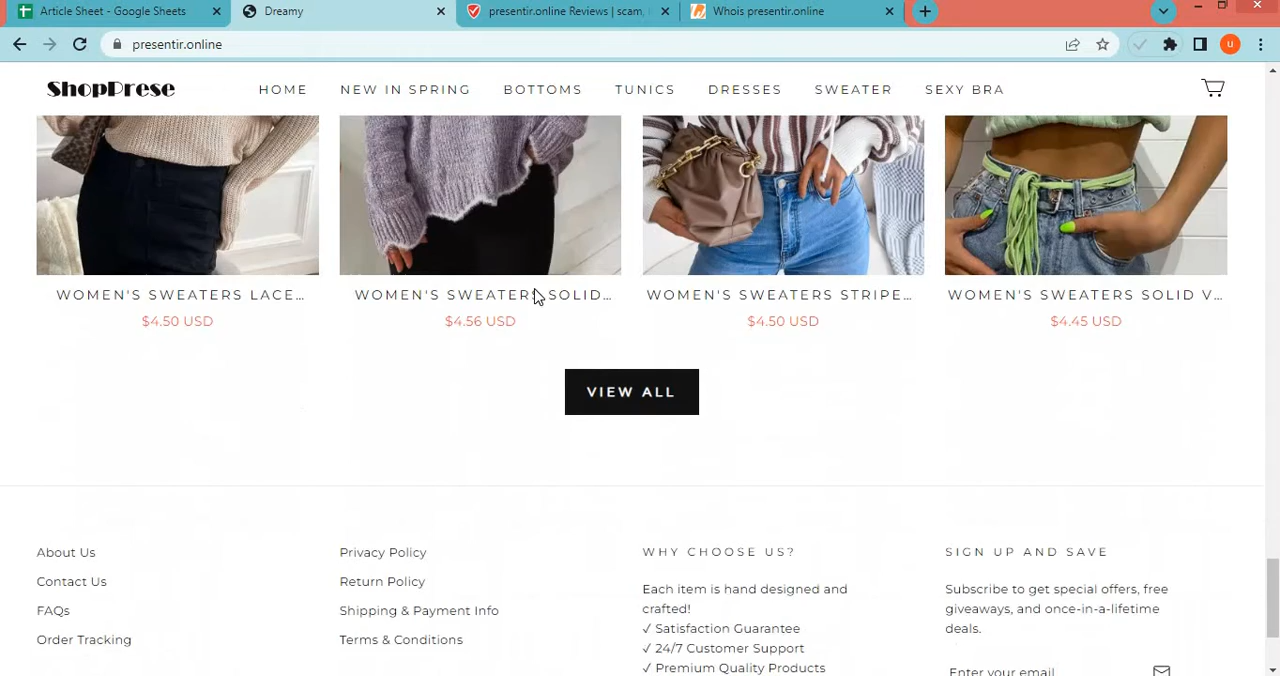 Article Sheet - Google Sheets
Dreamy
presentir.online Reviews | scam,
Whois presentir.online
presentir.online
u
ShopPrese
HOME NEW IN SPRING BOTTOMS TUNICS DRESSES SWEATER SEXY BRA
WOMEN'S SWEATERS LACE...
$4.50 USD
WOMEN'S SWEATERS SOLID...
$4.56 USD
WOMEN'S SWEATERS STRIPE...
$4.50 USD
WOMEN'S SWEATERS SOLID V...
$4.45 USD
VIEW ALL
About Us
Contact Us
FAQs
Order Tracking
Privacy Policy
Return Policy
Shipping & Payment Info
Terms & Conditions
WHY CHOOSE US?
Each item is hand designed and
crafted!
✓ Satisfaction Guarantee
✓ 24/7 Customer Support
✓ Premium Quality Products
SIGN UP AND SAVE
Subscribe to get special offers, free
giveaways, and once-in-a-lifetime
deals.
Enter your email